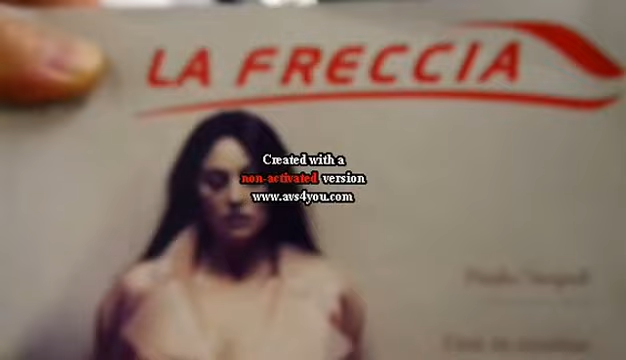 LA FRECCIA
Created with a
non-activated version
www.avs4you.com